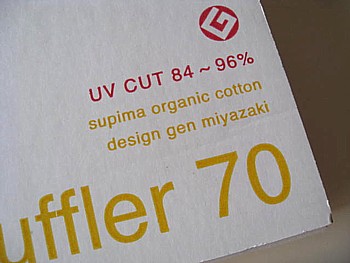 UV CUT 84 ~ 96%
supima organic cotton
design gen miyazaki
uffler 70